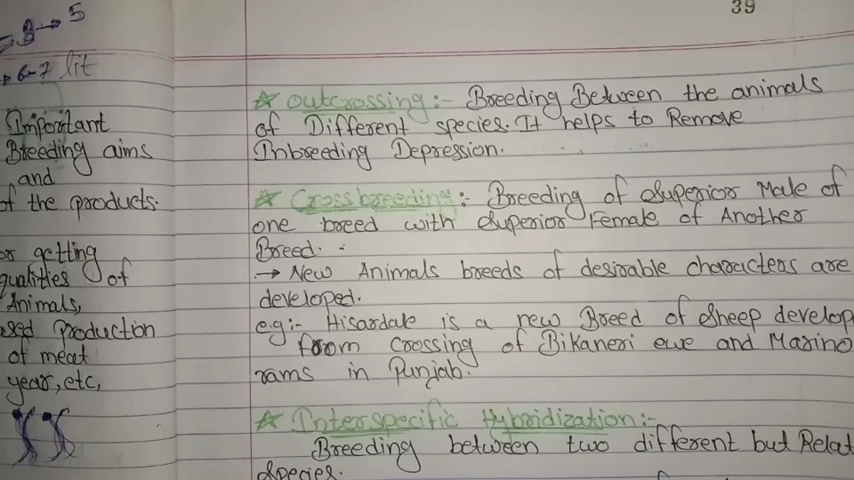 39
B → 5
6-7 lit
Important
Breeding aims
and
of the products.
or getting
qualities of
Animals,
ased production
of meat
year, etc,
☆ Outcrossing :- Breeding Between the animals
of Different species. It helps to Remove
Inbreeding Depression.
☆ Cross breeding :- Breeding of Superior Male of
one breed with Superior Female of Another
Breed. :
→ New Animals breeds of desirable characters are
developed.
e.g:- Hisardale is a new Breed of Sheep develop
from Crossing of Bikaneri ewe and Marino
rams in Punjab.
☆ Interspecific Hybridization :-
Breeding between two different but Relat
Species.